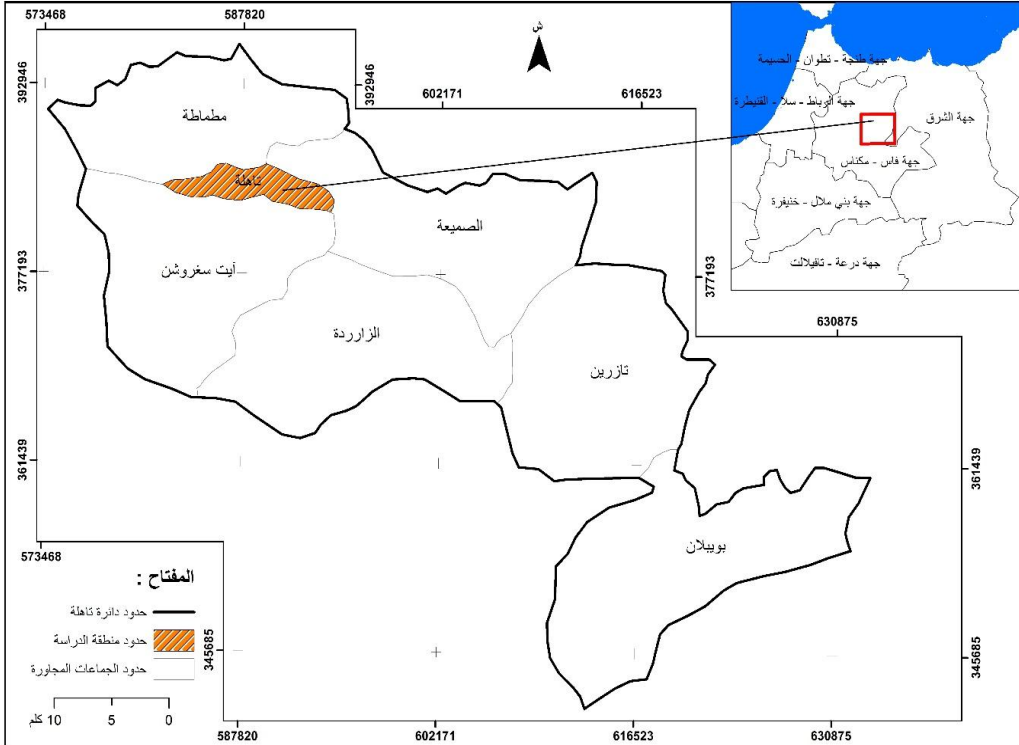 573468
587820
ش
392946
392946
602171
616523
جهة طنجة - تطوان - الحسيمة
جهة الرباط - سلا - القنيطرة
جهة الشرق
جهة فاس - مكناس
جهة بني ملال - خنيفرة
جهة درعة - تافيلالت
مطماطة
تاهلة
الصميعة
377193
آيت سغروشن
377193
630875
الزارردة
تازرين
361439
361439
بويبلان
573468
المفتاح :
حدود دائرة تاهلة
حدود منطقة الدراسة
حدود الجماعات المجاورة
345685
345685
0 5 10 كلم
587820
602171
616523
630875